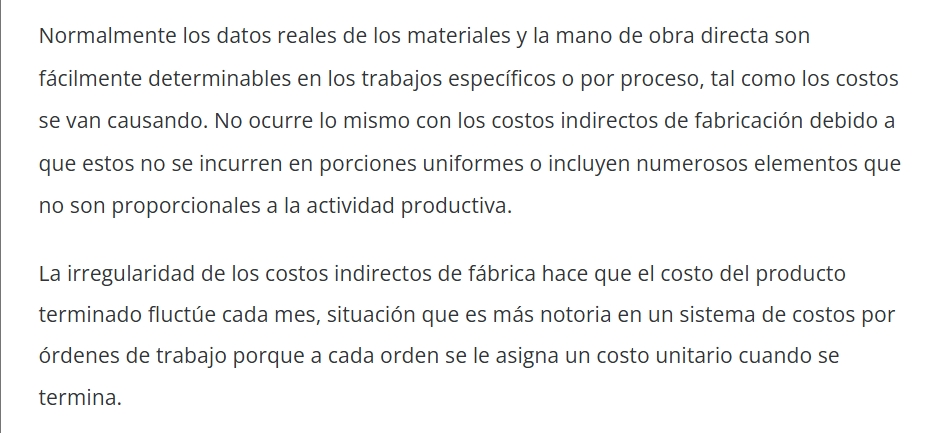 Normalmente los datos reales de los materiales y la mano de obra directa son
fácilmente determinables en los trabajos específicos o por proceso, tal como los costos
se van causando. No ocurre lo mismo con los costos indirectos de fabricación debido a
que estos no se incurren en porciones uniformes o incluyen numerosos elementos que
no son proporcionales a la actividad productiva.
La irregularidad de los costos indirectos de fábrica hace que el costo del producto
terminado fluctúe cada mes, situación que es más notoria en un sistema de costos por
órdenes de trabajo porque a cada orden se le asigna un costo unitario cuando se
termina.